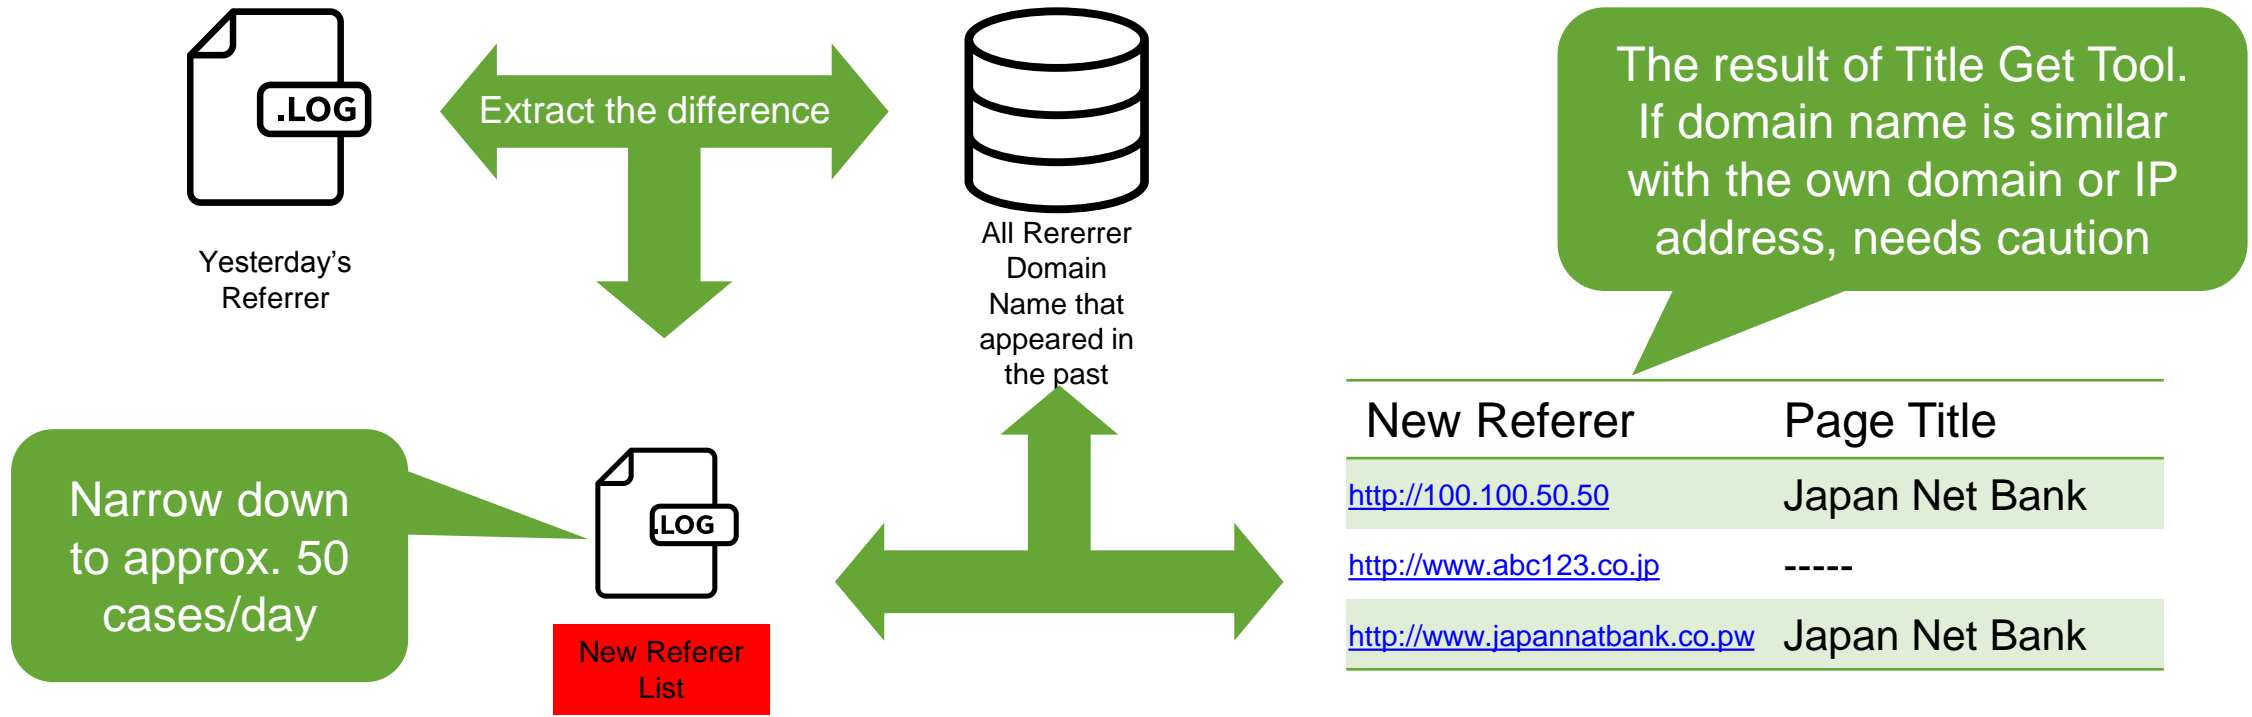 .LOG
Yesterday’s
Referrer
Extract the difference
All Rererrer
Domain
Name that
appeared in
the past
The result of Title Get Tool.
If domain name is similar
with the own domain or IP
address, needs caution
Narrow down
to approx. 50
cases/day
.LOG
New Referer
List
New Referer Page Title
http://100.100.50.50 Japan Net Bank
http://www.abc123.co.jp -----
http://www.japannatbank.co.pw Japan Net Bank